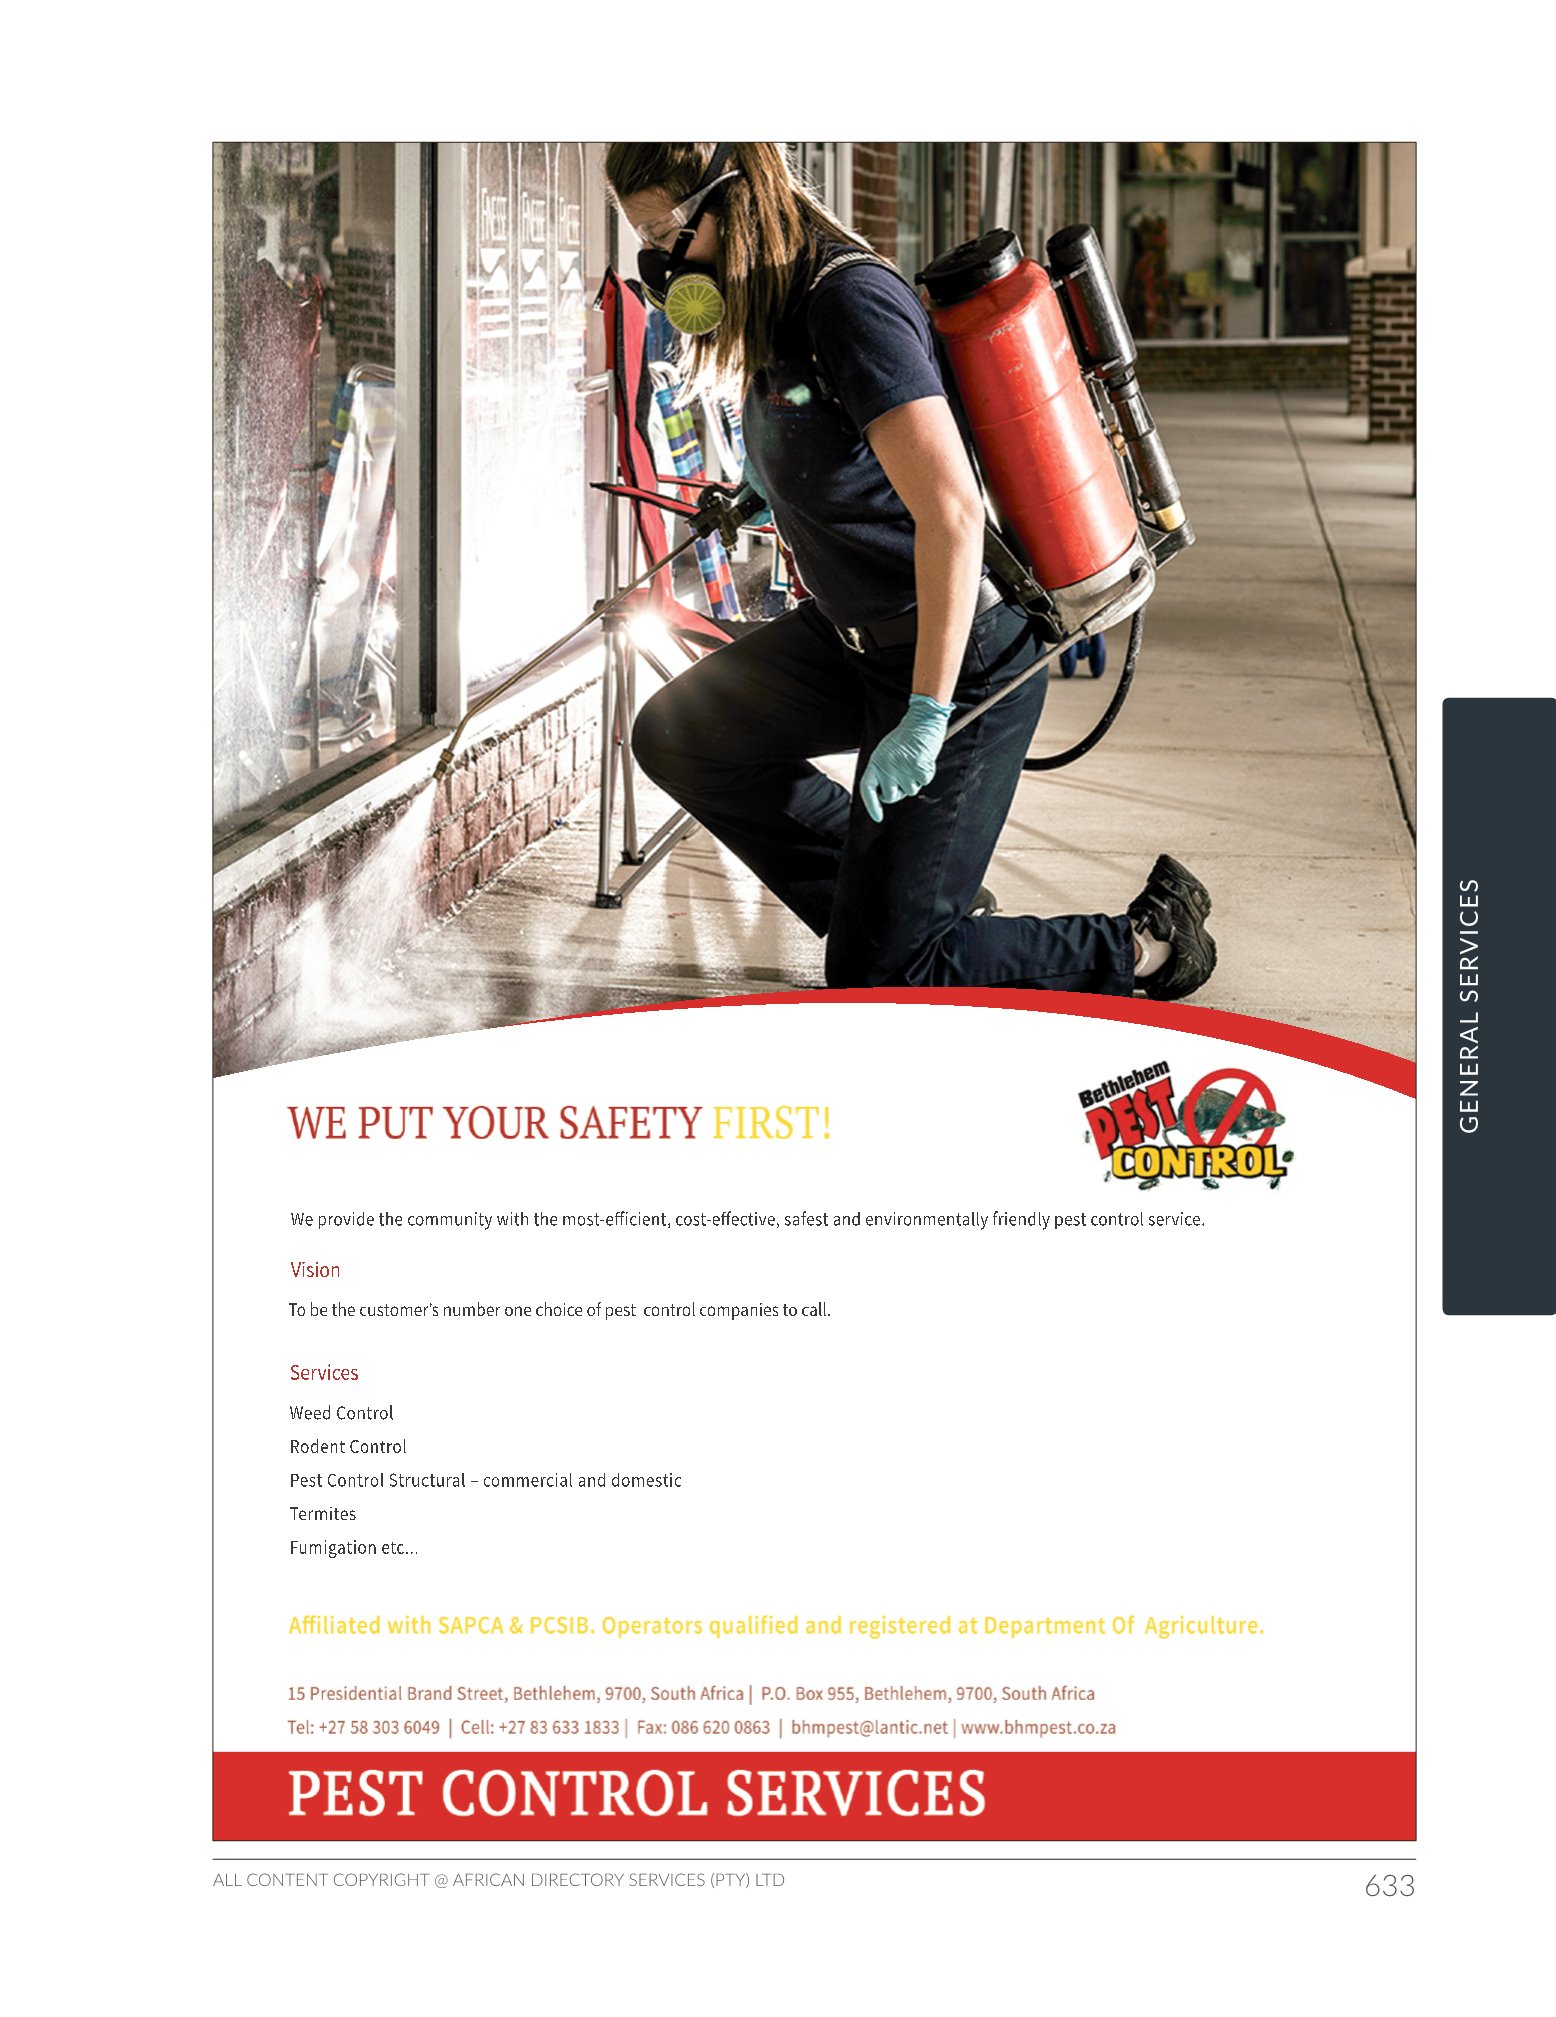 FINESSE FINESSE FINESSE
WE PUT YOUR SAFETY FIRST!
Bethlehem
PEST
CONTROL
We provide the community with the most-efficient, cost-effective, safest and environmentally friendly pest control service.
Vision
To be the customer's number one choice of pest  control companies to call.
Services
Weed Control
Rodent Control
Pest Control Structural – commercial and domestic
Termites
Fumigation etc...
Affiliated with SAPCA & PCSIB. Operators qualified and registered at Department Of  Agriculture.
15 Presidential Brand Street, Bethlehem, 9700, South Africa |  P.O. Box 955, Bethlehem, 9700, South Africa
Tel: +27 58 303 6049  |  Cell: +27 83 633 1833 |  Fax: 086 620 0863  |  bhmpest@lantic.net | www.bhmpest.co.za
PEST CONTROL SERVICES
GENERAL SERVICES
ALL CONTENT COPYRIGHT @ AFRICAN DIRECTORY SERVICES (PTY) LTD
633